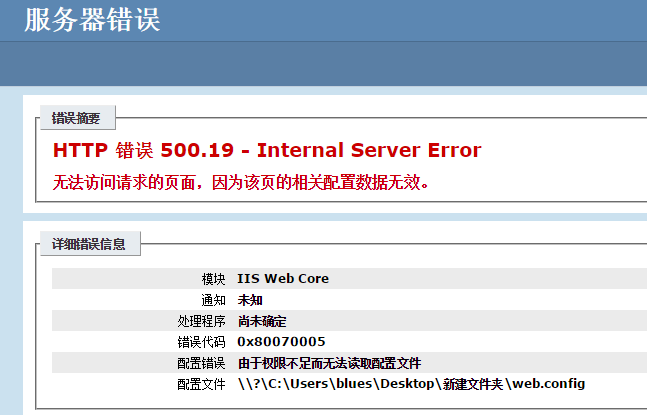 服务器错误
错误摘要
HTTP 错误 500.19 - Internal Server Error
无法访问请求的页面，因为该页的相关配置数据无效。
详细错误信息
模块 IIS Web Core
通知 未知
处理程序 尚未确定
错误代码 0x80070005
配置错误 由于权限不足而无法读取配置文件
配置文件 \\?\C:\Users\blues\Desktop\新建文件夹\web.config